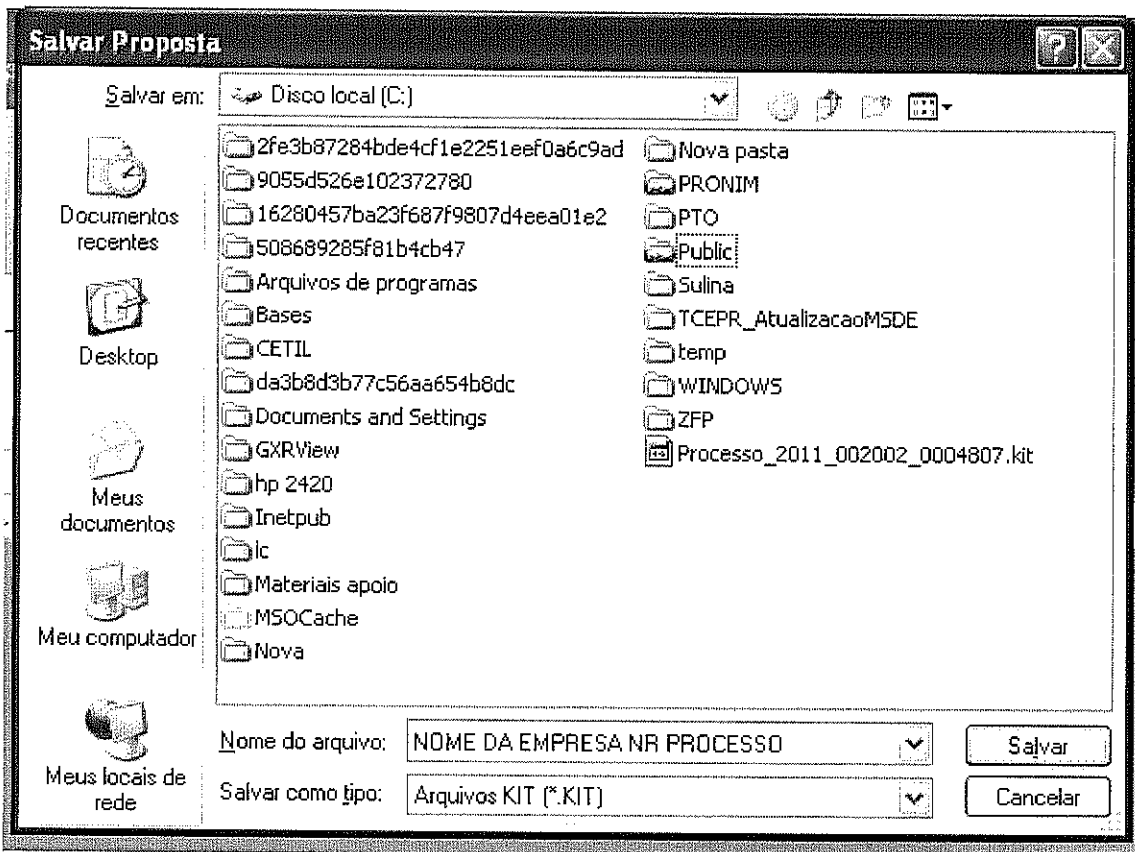 Salvar Proposta
Salvar em: Disco local (C:)
Documentos
recentes
Desktop
Meus
documentos
Meu computador
Meus locais de
rede
2fe3b87284bde4cf1e2251eef0a6c9ad
9055d526e102372780
16280457ba23f687f9807d4eea01e2
508689285f81b4cb47
Arquivos de programas
Bases
CETIL
da3b8d3b77c56aa654b8dc
Documents and Settings
GXRView
hp 2420
Inetpub
lc
Materiais apoio
MSOCache
Nova
Nova pasta
PRONIM
PTO
Public
Sulina
TCEPR_AtualizacaoMSDE
temp
WINDOWS
ZFP
Processo_2011_002002_0004807.kit
Nome do arquivo: NOME DA EMPRESA NR PROCESSO Salvar
Salvar como tipo: Arquivos KIT (*.KIT) Cancelar